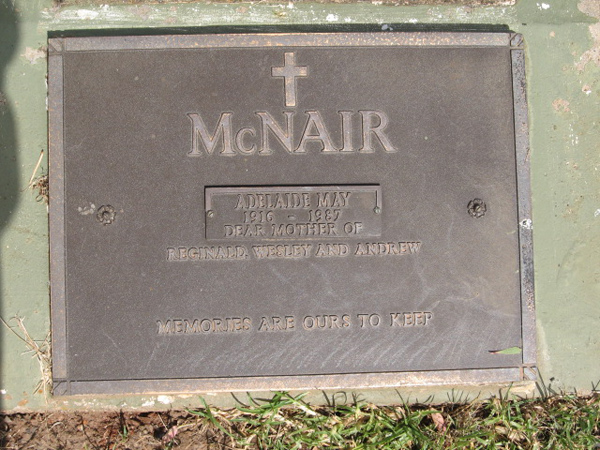 McNAIR
ADELAIDE MAY
1916 - 1987
DEAR MOTHER OF
REGINALD, WESLEY AND ANDREW
MEMORIES ARE OURS TO KEEP